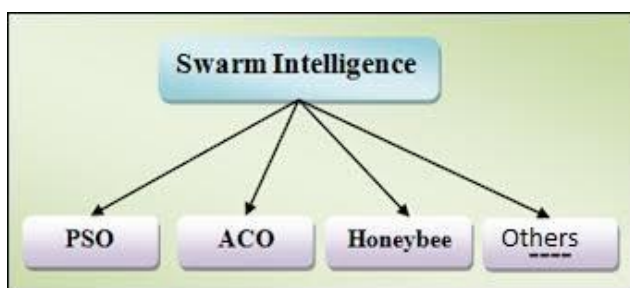 Swarm Intelligence
PSO
ACO
Honeybee
Others
----